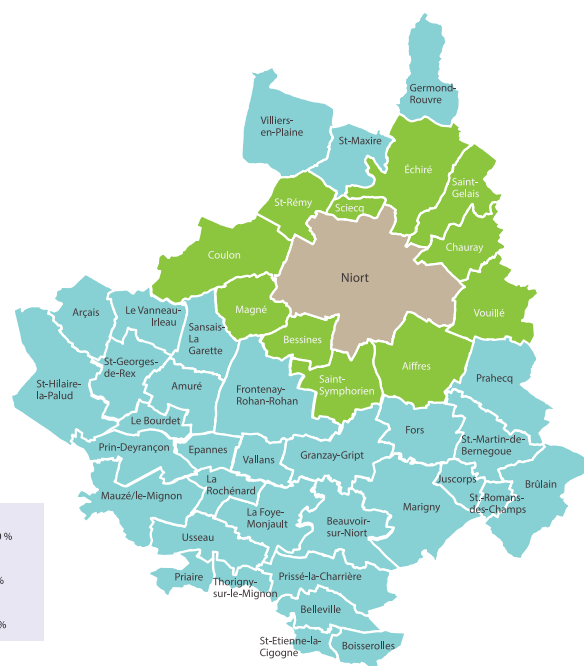 Germond-
Rouvre
Villiers-
en-Plaine
St-Maxire
Échiré
Saint-
Gelais
St-Rémy
Sciecq
Chauray
Coulon
Niort
Magné
Vouillé
Arçais
Le Vanneau-
Irleau
Sansais-
La
Garette
Bessines
Aiffres
St-Georges-
de-Rex
St-Hilaire-
la-Palud
Amuré
Frontenay-
Rohan-Rohan
Saint-
Symphorien
Prahecq
Le Bourdet
Fors
St.-Martin-de-
Bernegoue
Prin-Deyrançon
Epannes
Vallans
Granzay-Gript
Juscorps
Brûlain
St.-Romans-
des-Champs
Mauzé/le-Mignon
La
Rochénard
La Foye-
Monjault
Beauvoir-
sur-Niort
Marigny
Usseau
Priaire
Thorigny-
sur-le-Mignon
Prissé-la-Charrière
Belleville
St-Etienne-la-
Cigogne
Boisserolles
%
%
%